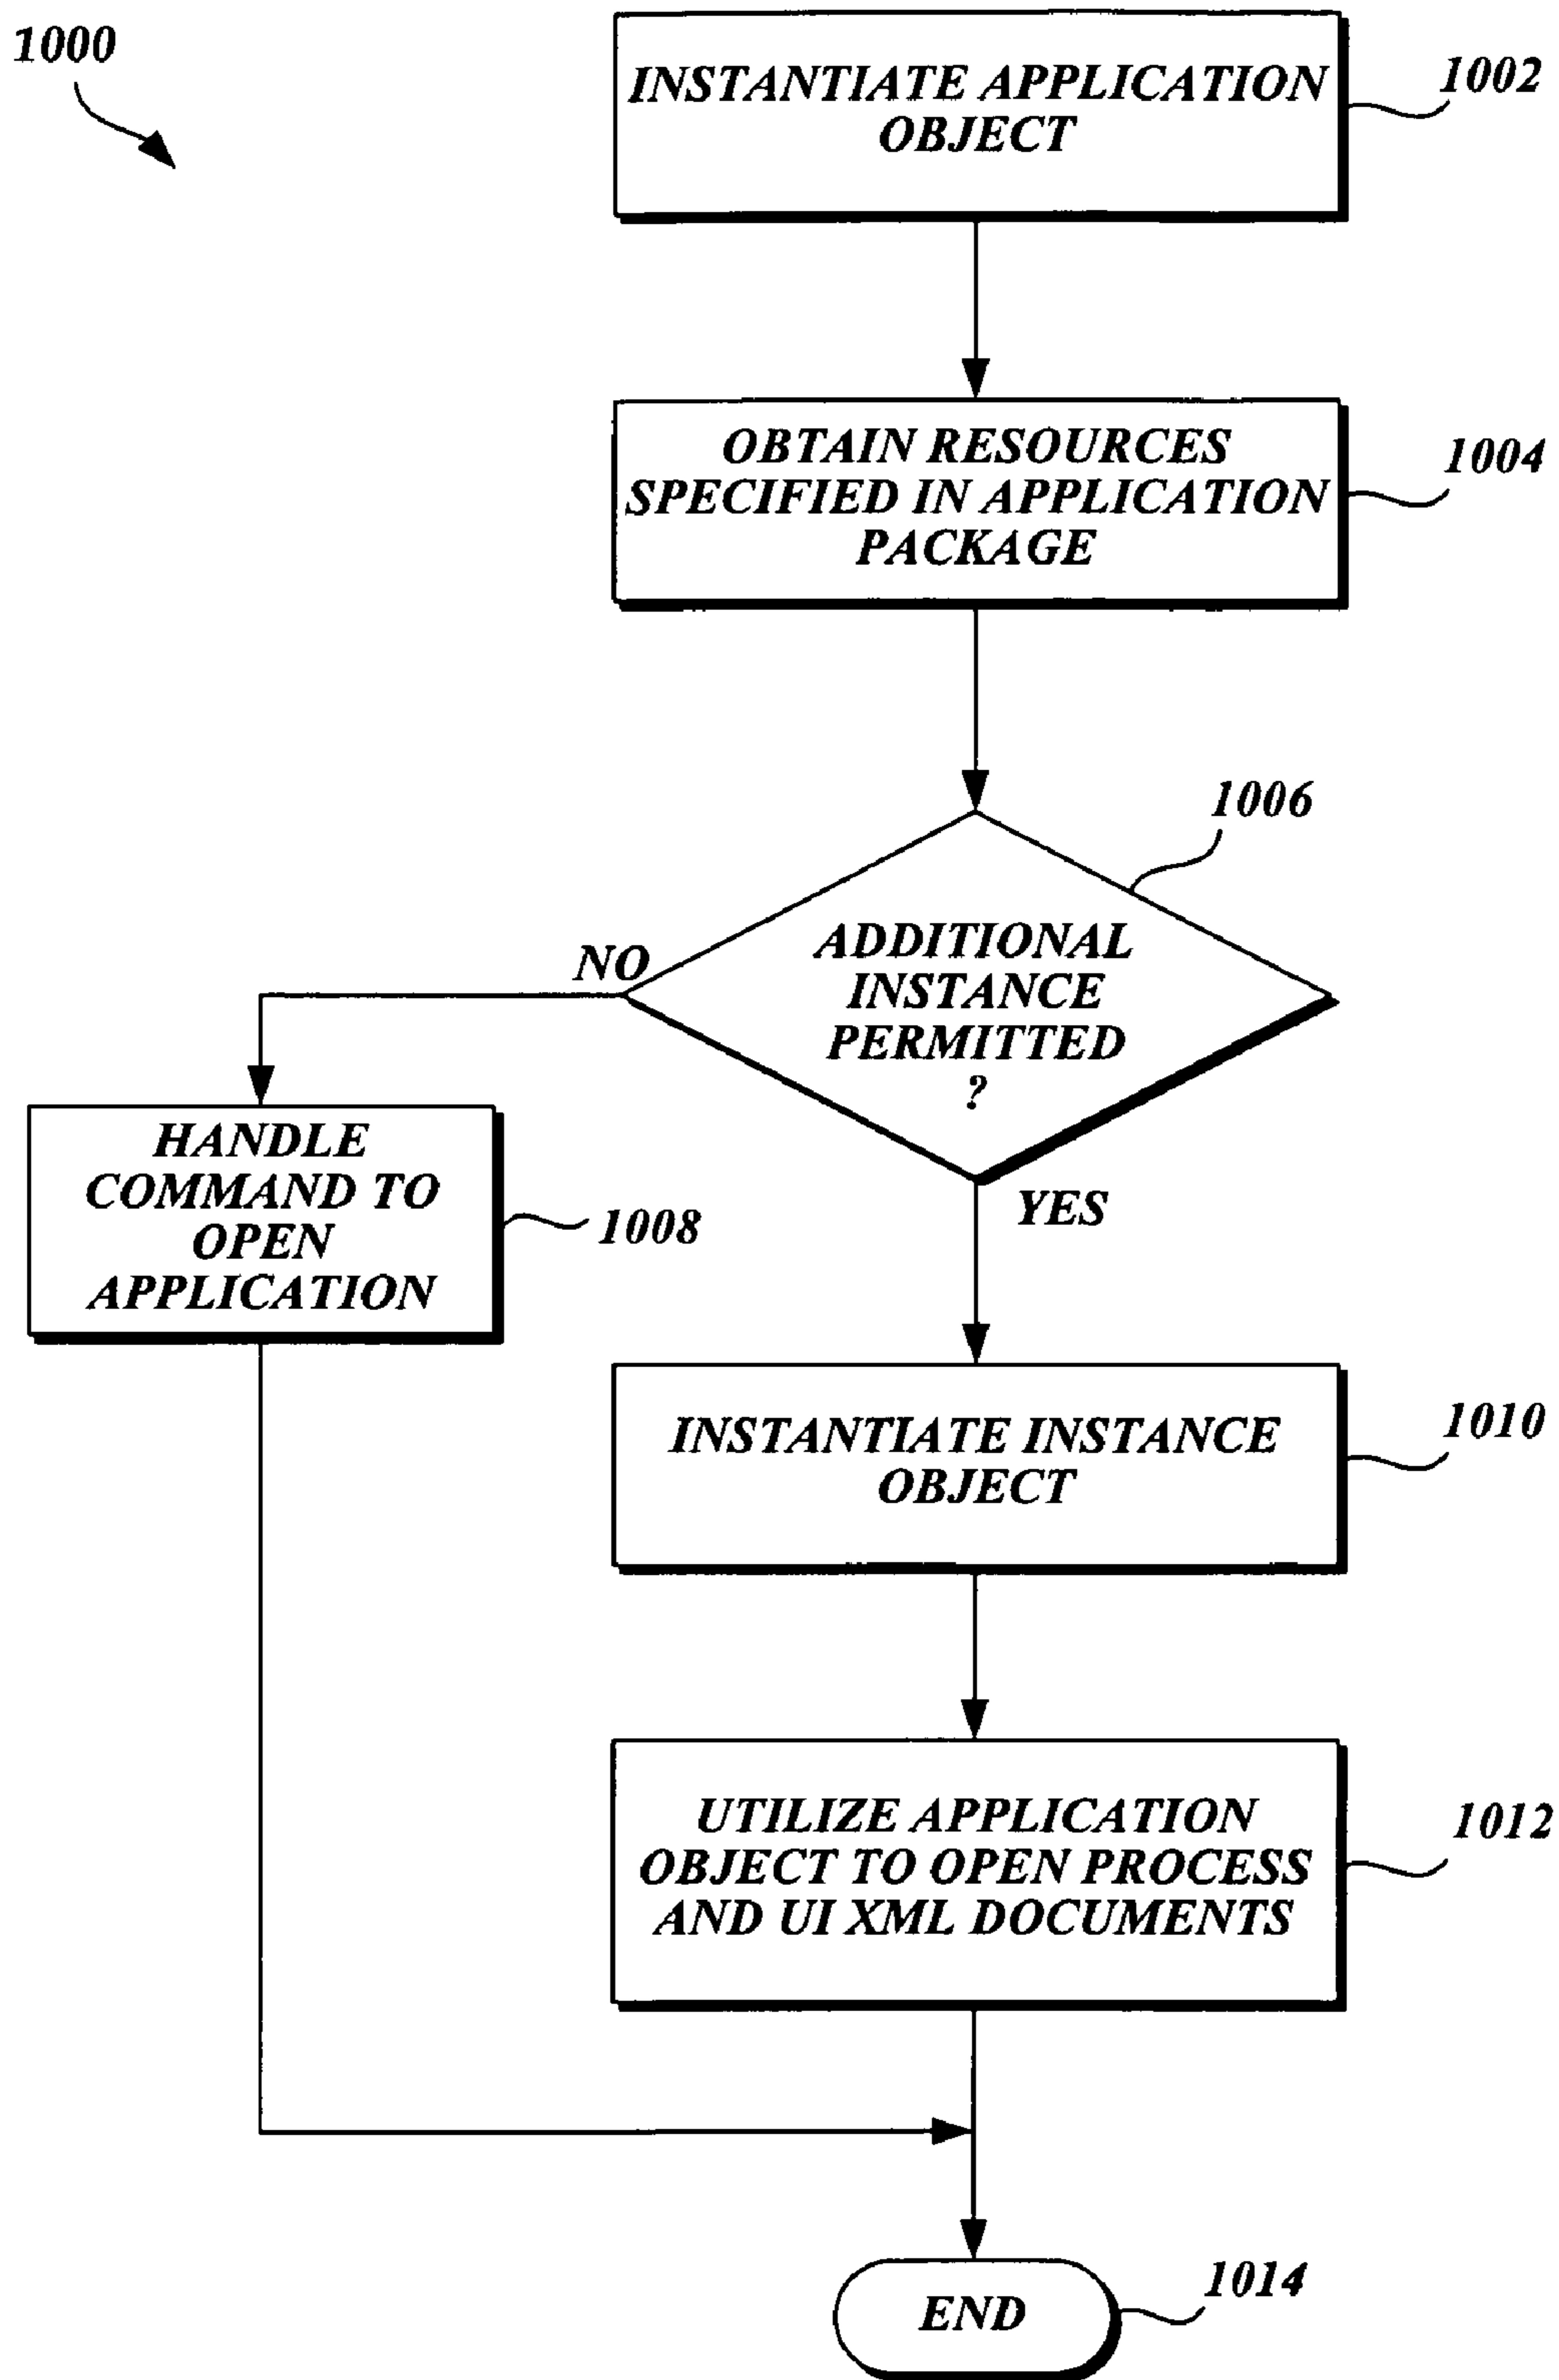 1000
INSTANTIATE APPLICATION
OBJECT
1002
OBTAIN RESOURCES
SPECIFIED IN APPLICATION
PACKAGE
1004
1006
ADDITIONAL
INSTANCE
PERMITTED
?
NO
YES
HANDLE
COMMAND TO
OPEN
APPLICATION
1008
INSTANTIATE INSTANCE
OBJECT
1010
UTILIZE APPLICATION
OBJECT TO OPEN PROCESS
AND UI XML DOCUMENTS
1012
END
1014